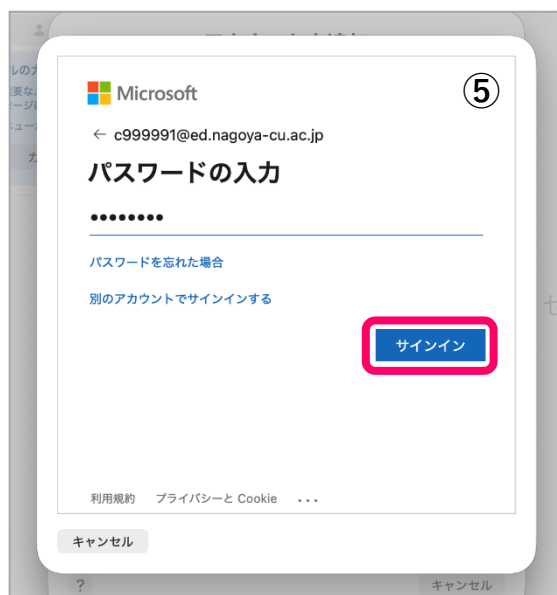 Microsoft
⑤
← c999991@ed.nagoya-cu.ac.jp
パスワードの入力
••••••••
パスワードを忘れた場合
別のアカウントでサインインする
サインイン
利用規約 プライバシーと Cookie ...
キャンセル
? キャンセル